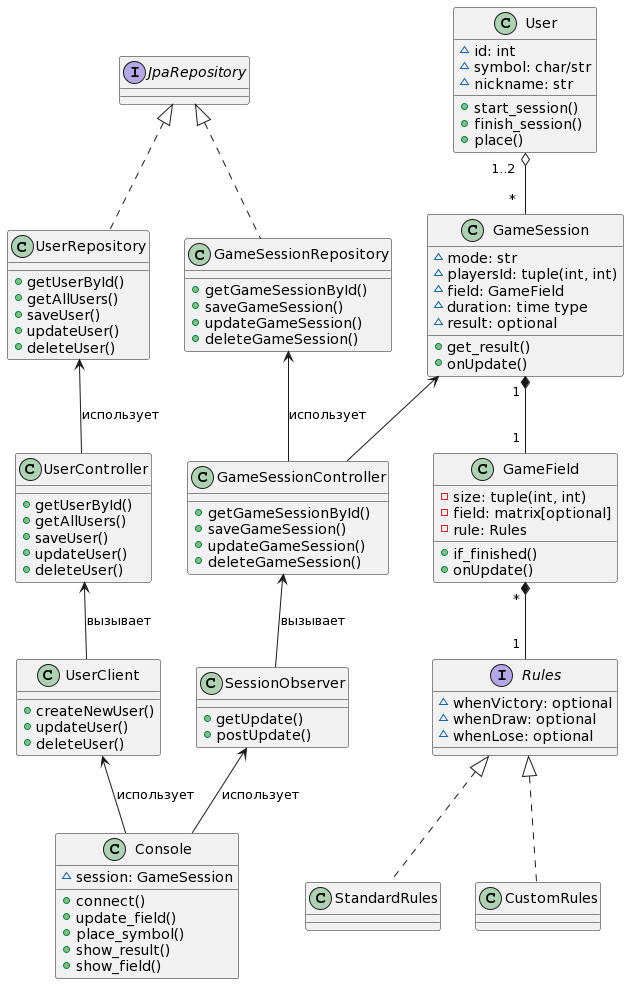 C User
id: int
symbol: char/str
nickname: str
start_session()
finish_session()
place()
I JpaRepository
1..2
*
C UserRepository
getUserById()
getAllUsers()
saveUser()
updateUser()
deleteUser()
C GameSessionRepository
getGameSessionById()
saveGameSession()
updateGameSession()
deleteGameSession()
C GameSession
mode: str
playersId: tuple(int, int)
field: GameField
duration: time type
result: optional
get_result()
onUpdate()
использует
использует
1
1
C UserController
getUserById()
getAllUsers()
saveUser()
updateUser()
deleteUser()
C GameSessionController
getGameSessionById()
saveGameSession()
updateGameSession()
deleteGameSession()
C GameField
size: tuple(int, int)
field: matrix[optional]
rule: Rules
if_finished()
onUpdate()
вызывает
вызывает
*
1
C UserClient
createNewUser()
updateUser()
deleteUser()
C SessionObserver
getUpdate()
postUpdate()
I Rules
whenVictory: optional
whenDraw: optional
whenLose: optional
использует
использует
C Console
session: GameSession
connect()
update_field()
place_symbol()
show_result()
show_field()
C StandardRules
C CustomRules